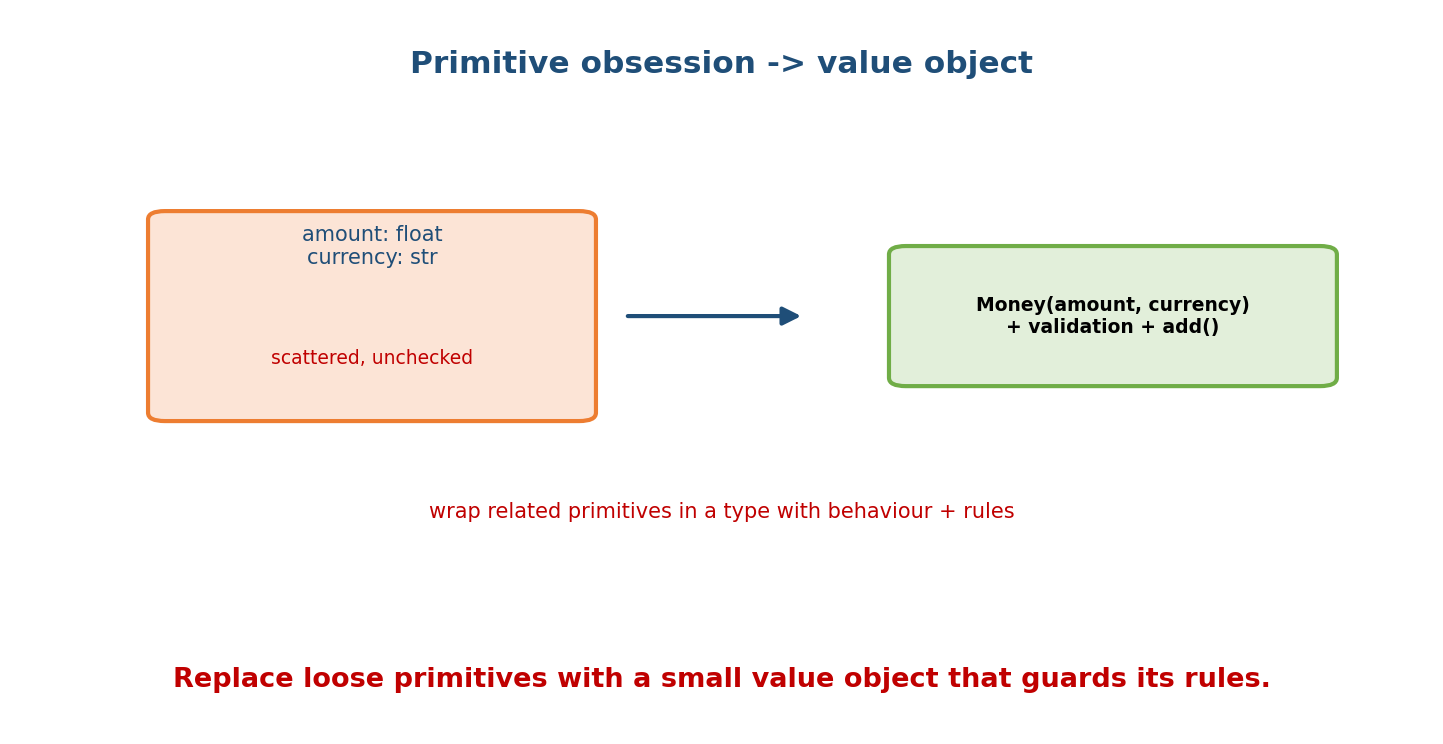 Primitive obsession -> value object
amount: float
currency: str
scattered, unchecked
Money(amount, currency)
+ validation + add()
wrap related primitives in a type with behaviour + rules
Replace loose primitives with a small value object that guards its rules.